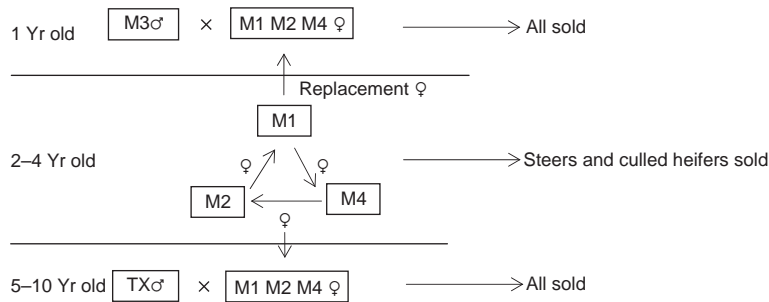 1 Yr old M3♂ × M1 M2 M4 ♀ All sold
Replacement ♀
M1
2–4 Yr old ♀ ♀ Steers and culled heifers sold
M2 M4
♀
5–10 Yr old TX♂ × M1 M2 M4 ♀ All sold